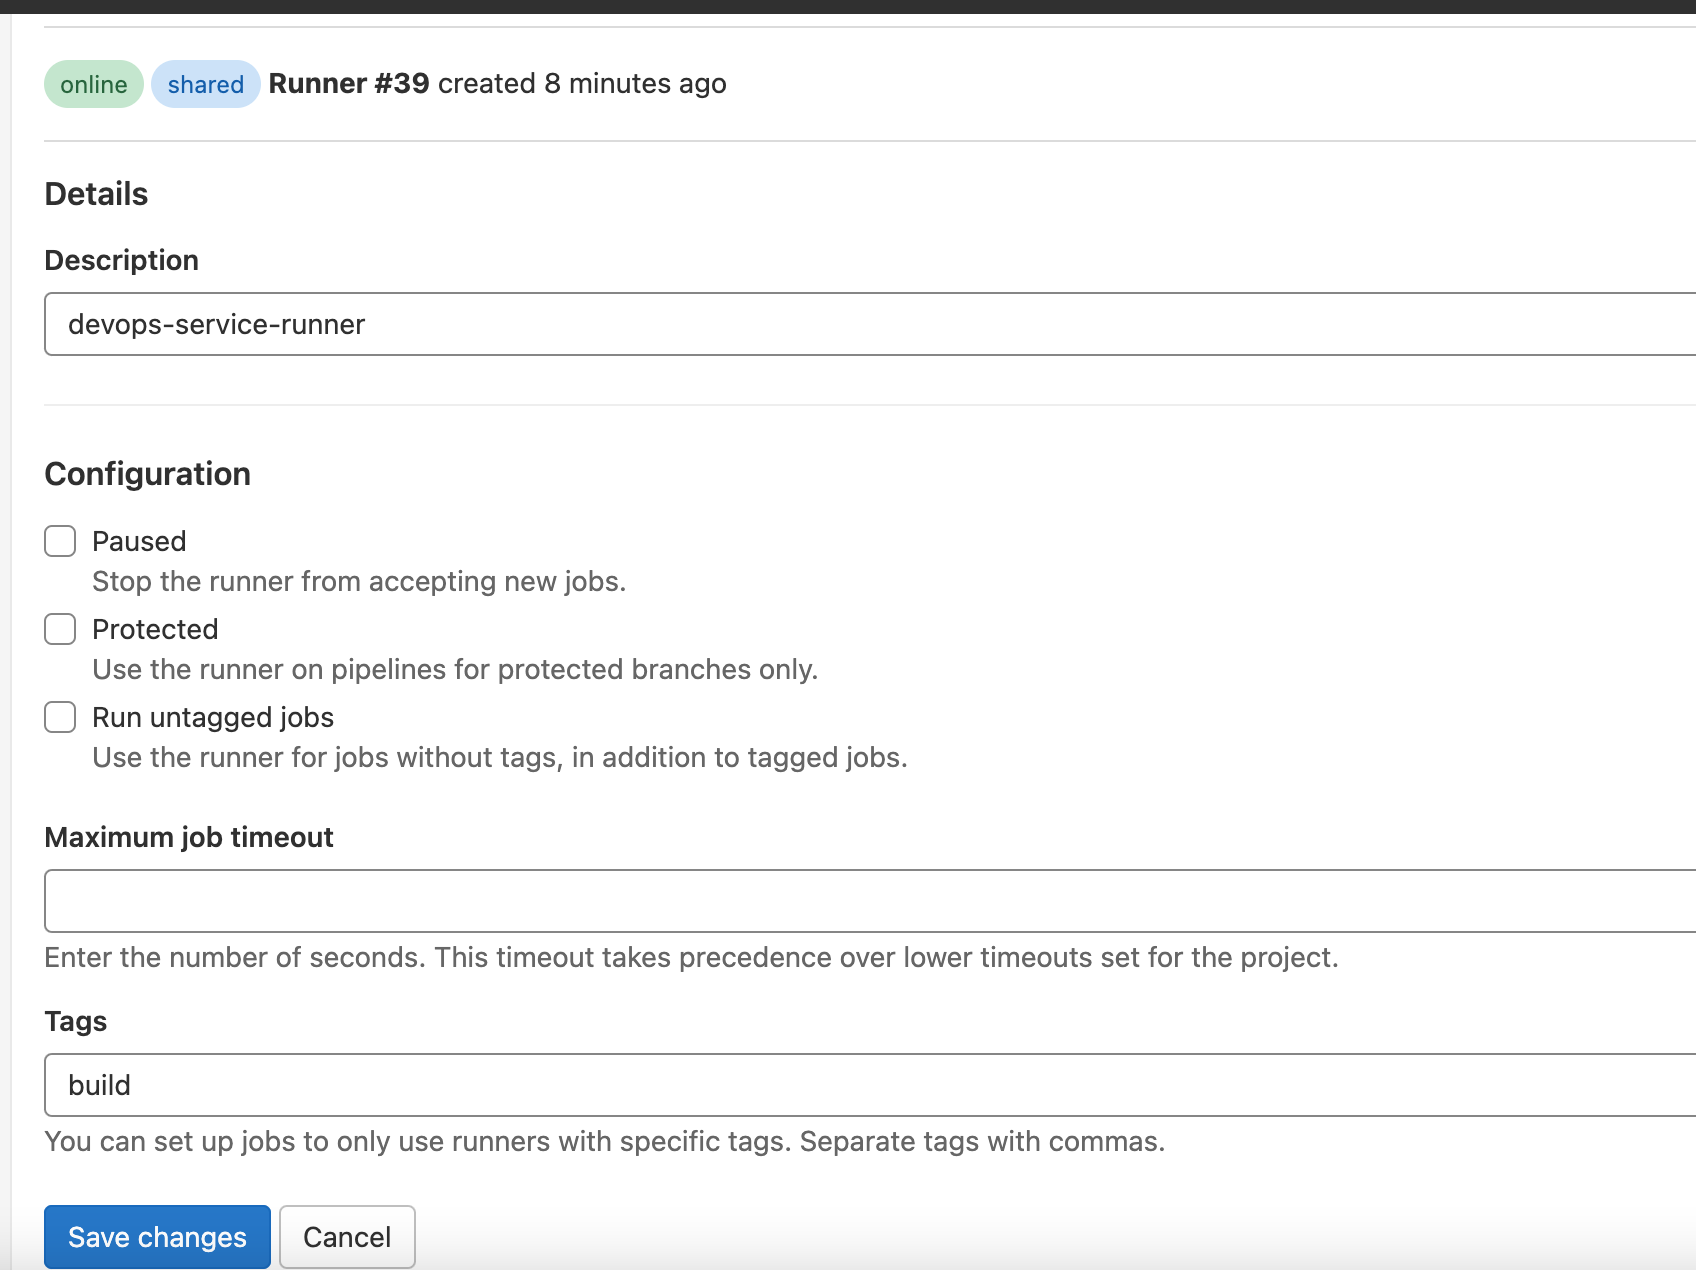 online shared Runner #39 created 8 minutes ago
Details
Description
devops-service-runner
Configuration
Paused
Stop the runner from accepting new jobs.
Protected
Use the runner on pipelines for protected branches only.
Run untagged jobs
Use the runner for jobs without tags, in addition to tagged jobs.
Maximum job timeout
Enter the number of seconds. This timeout takes precedence over lower timeouts set for the project.
Tags
build
You can set up jobs to only use runners with specific tags. Separate tags with commas.
Save changes Cancel